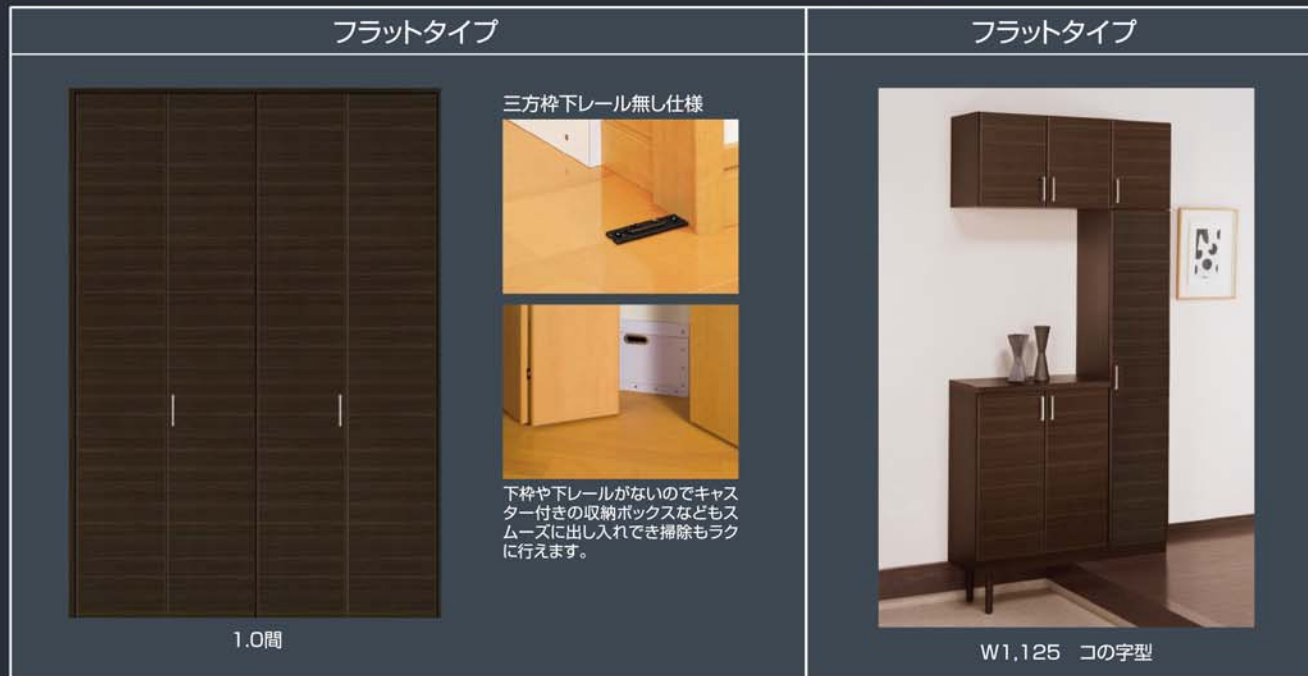 フラットタイプ
三方枠下レール無し仕様
下枠や下レールがないのでキャス
ター付きの収納ボックスなどもス
ムーズに出し入れでき掃除もラク
に行えます。
1.0間
フラットタイプ
W1,125 コの字型